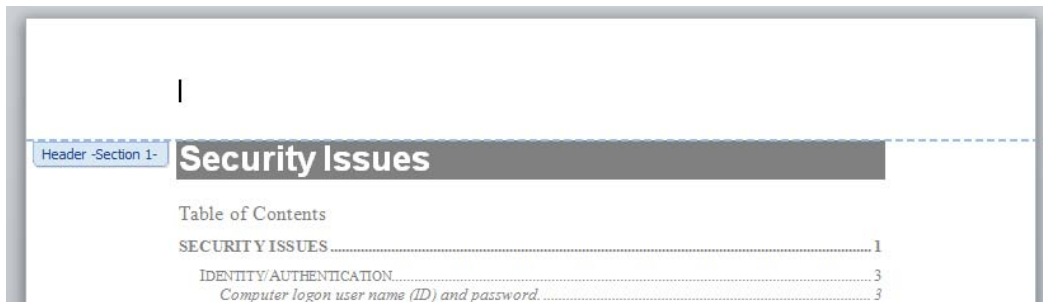 Header -Section 1-
Security Issues
Table of Contents
SECURITY ISSUES ........................................................................ 1
IDENTITY/AUTHENTICATION ........................................................................ 3
Computer logon user name (ID) and password. ........................................................................ 3